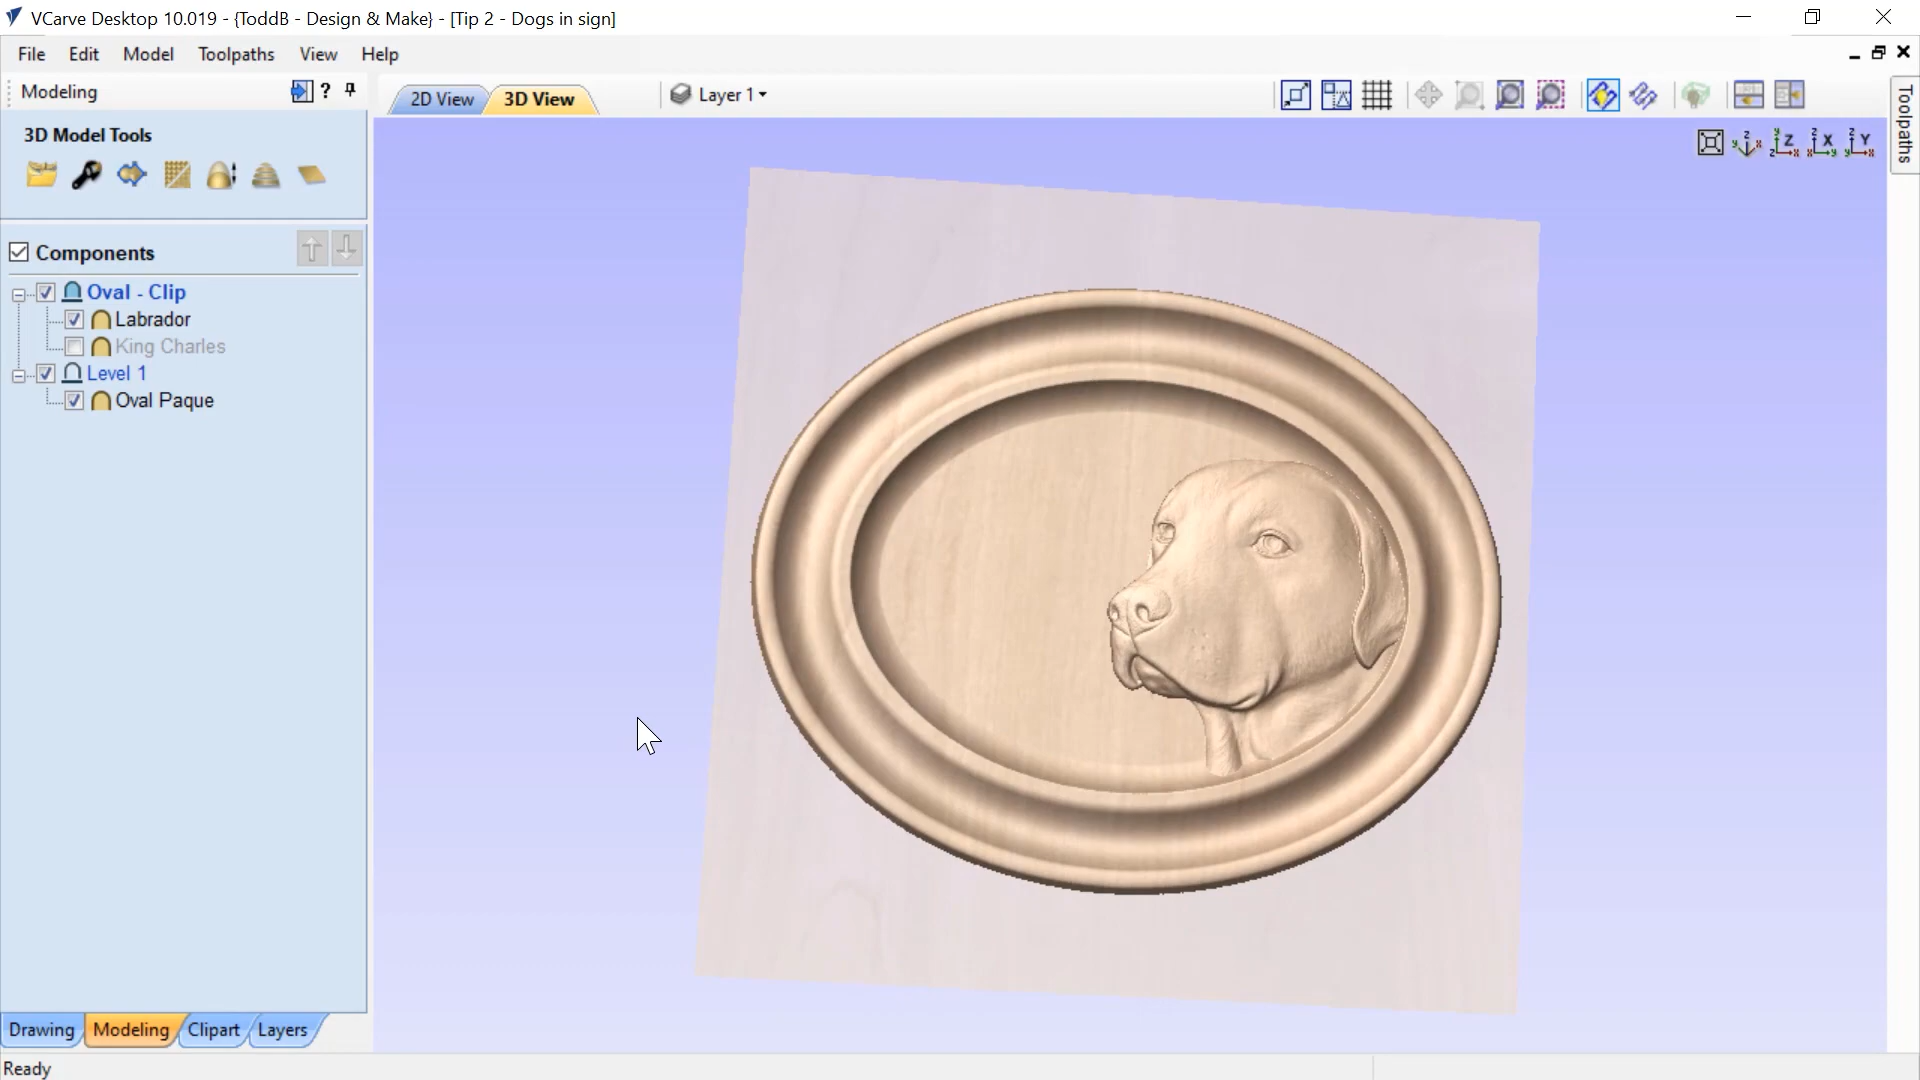 VCarve Desktop 10.019 - {ToddB - Design & Make} - [Tip 2 - Dogs in sign]
File Edit Model Toolpaths View Help
Modeling ?
2D View 3D View Layer 1
3D Model Tools
Toolpaths
Components
Oval - Clip
Labrador
King Charles
Level 1
Oval Paque
Drawing Modeling Clipart Layers
Ready